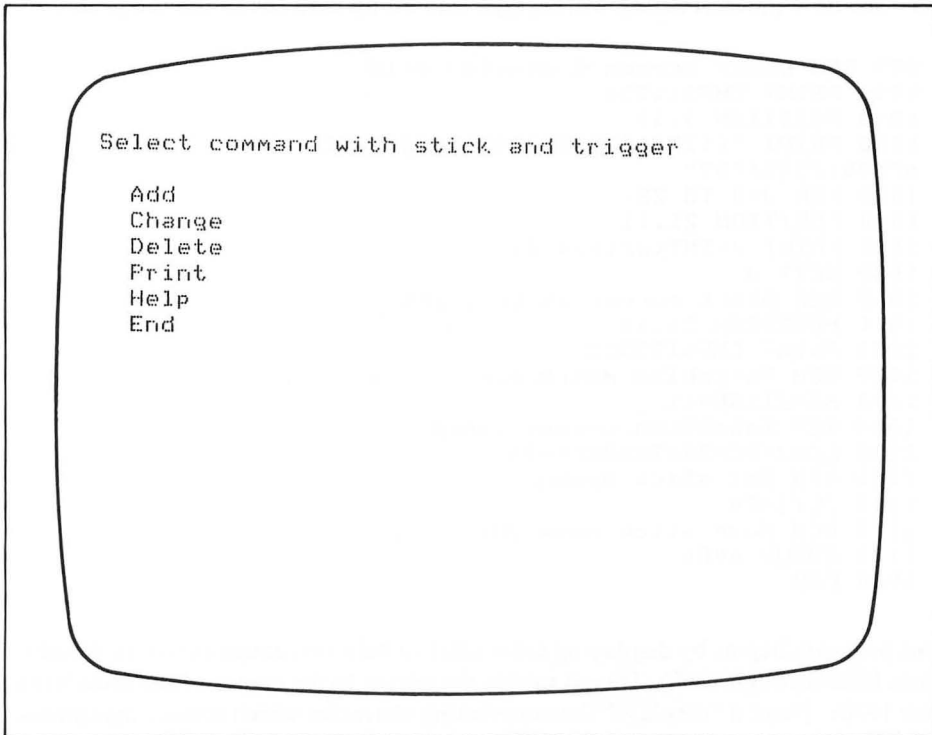 Select command with stick and trigger
Add
Change
Delete
Print
Help
End